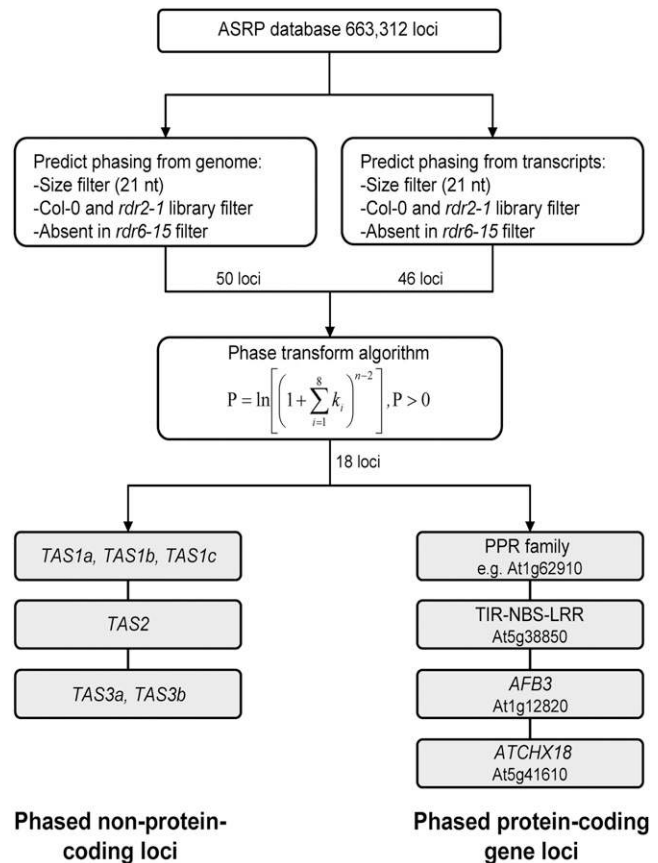 ASRP database 663,312 loci
Predict phasing from genome:
-Size filter (21 nt)
-Col-0 and rdr2-1 library filter
-Absent in rdr6-15 filter
Predict phasing from transcripts:
-Size filter (21 nt)
-Col-0 and rdr2-1 library filter
-Absent in rdr6-15 filter
50 loci
46 loci
Phase transform algorithm
P = ln[(1+∑_{i=1}^{8} k_i)^{n-2}], P > 0
18 loci
TAS1a, TAS1b, TAS1c
TAS2
TAS3a, TAS3b
Phased non-protein-
coding loci
PPR family
e.g. At1g62910
TIR-NBS-LRR
At5g38850
AFB3
At1g12820
ATCHX18
At5g41610
Phased protein-coding
gene loci